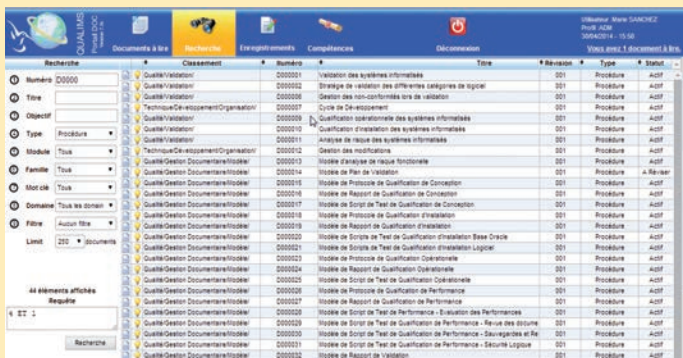 QUALIMS
Portail DOC
Documents à lire
Recherche
Enregistrements
Compétences
Déconnexion
Utilisateur Marie SANCHEZ
Profil ADM
30/04/2014 - 15:50
Vous avez 1 document à lire.
Recherche
Numéro D0000
Titre
Objectif
Type Procédure
Module Tous
Famille Tous
Mot clé Tous
Domaine Tous les domain
Filtre Aucun filtre
Limit 250 documents
44 éléments affichés
Requête
4 ET 1
Recherche
Classement Numéro Titre Révision Type Statut
Qualité/Validation/ D000001 Validation des systèmes informatisés 001 Procédure Actif
Qualité/Validation/ D000002 Stratégie de validation des différentes catégories de logiciel 001 Procédure Actif
Qualité/Validation/ D000006 Gestion des non-conformités lors de validation 001 Procédure Actif
Technique/Développement/Organisation/ D000007 Cycle de Développement 001 Procédure Actif
Qualité/Validation/ D000009 Qualification opérationnelle des systèmes informatisés 001 Procédure Actif
Qualité/Validation/ D000010 Qualification d'installation des systèmes informatisés 001 Procédure Actif
Qualité/Validation/ D000011 Analyse de risque des systèmes informatisés 001 Procédure Actif
Technique/Développement/Organisation/ D000012 Gestion des modifications 001 Procédure Actif
Qualité/Gestion Documentaire/Modèle/ D000013 Modèle d'analyse de risque fonctionelle 001 Procédure Actif
Qualité/Gestion Documentaire/Modèle/ D000014 Modèle de Plan de Validation 001 Procédure A Réviser
Qualité/Gestion Documentaire/Modèle/ D000015 Modèle de Protocole de Qualification de Conception 001 Procédure Actif
Qualité/Gestion Documentaire/Modèle/ D000016 Modèle de Rapport de Qualification de Conception 001 Procédure Actif
Qualité/Gestion Documentaire/Modèle/ D000017 Modèle de Script de Test de Qualification de Conception 001 Procédure Actif
Qualité/Gestion Documentaire/Modèle/ D000018 Modèle de Protocole de Qualification d'Installation 001 Procédure Actif
Qualité/Gestion Documentaire/Modèle/ D000019 Modèle de Rapport de Qualification d'Installation 001 Procédure Actif
Qualité/Gestion Documentaire/Modèle/ D000020 Modèle de Scripts de Test de Qualification d'Installation Base Oracle 001 Procédure Actif
Qualité/Gestion Documentaire/Modèle/ D000021 Modèle de Scripts de Test de Qualification d'Installation Logiciel 001 Procédure Actif
Qualité/Gestion Documentaire/Modèle/ D000023 Modèle de Protocole de Qualification Opérationelle 001 Procédure Actif
Qualité/Gestion Documentaire/Modèle/ D000024 Modèle de Rapport de Qualification Opérationelle 001 Procédure Actif
Qualité/Gestion Documentaire/Modèle/ D000025 Modèle de Script de Test de Qualification Opérationelle 001 Procédure Actif
Qualité/Gestion Documentaire/Modèle/ D000026 Modèle de Protocole de Qualification de Performance 001 Procédure Actif
Qualité/Gestion Documentaire/Modèle/ D000027 Modèle de Rapport de Qualification de Performance 001 Procédure Actif
Qualité/Gestion Documentaire/Modèle/ D000028 Modèle de Script de Test de Performance - Evaluation des Performances 001 Procédure Actif
Qualité/Gestion Documentaire/Modèle/ D000029 Modèle de Script de Test de Qualification de Performance - Revue des docume 001 Procédure Actif
Qualité/Gestion Documentaire/Modèle/ D000030 Modèle de Script de Test de Qualification de Performance - Sauvegardes et Re 001 Procédure Actif
Qualité/Gestion Documentaire/Modèle/ D000031 Modèle de Script de Test de Qualification de Performance - Sécurité Logique 001 Procédure Actif
Qualité/Gestion Documentaire/Modèle/ D000032 Modèle de Rapport de Validation 001 Procédure Actif